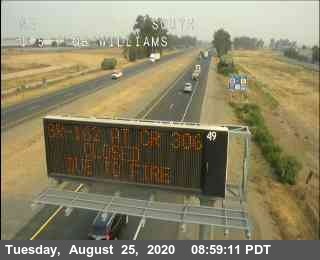 SOUTH
WILLIAMS
SR-162 AT CR 306
CLOSED
DUE TO FIRE
49
Tuesday, August 25, 2020 08:59:11 PDT